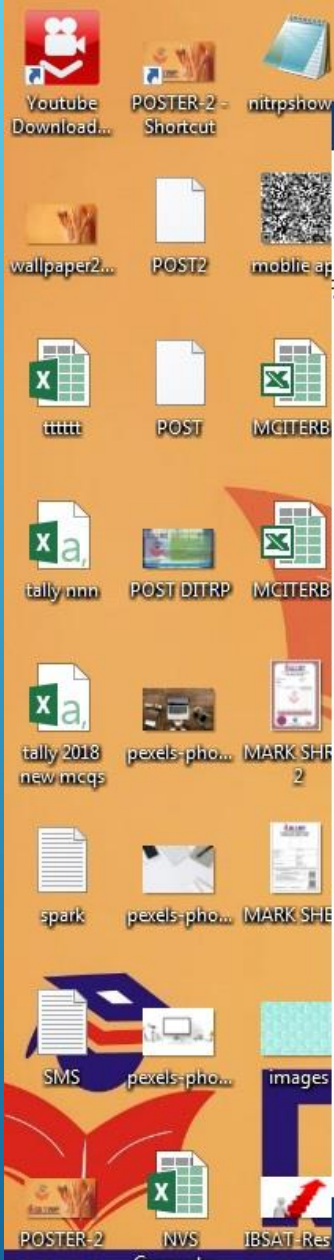 Youtube Download...
POSTER-2 - Shortcut
nitrpshow
wallpaper2...
POST2
moblie ap
tttttt
POST
MCITERB
tally nnn
POST DITRP
MCITERB
tally 2018 new mcqs
pexels-pho...
MARK SHE 2
spark
pexels-pho...
MARK SHE
SMS
pexels-pho...
images
POSTER-2
NVS
IBSAT-Res